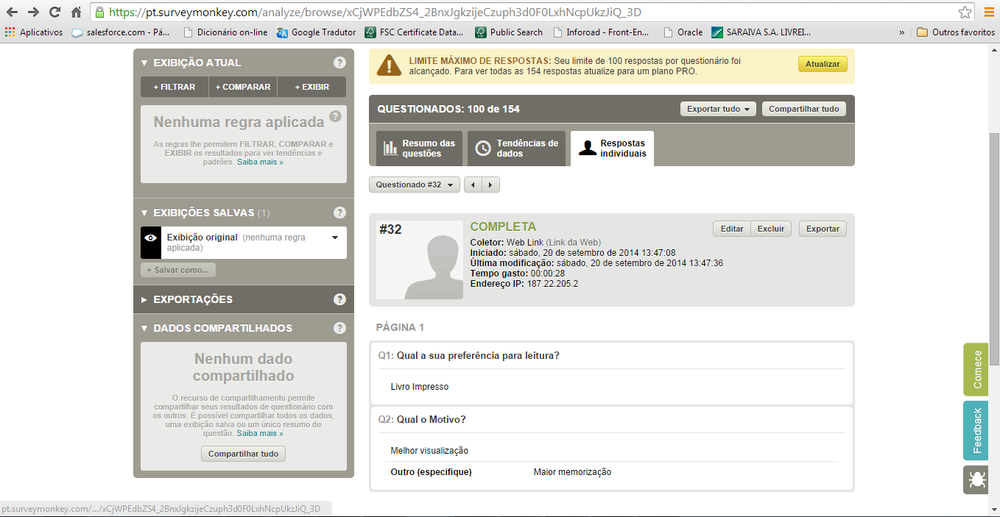 https://pt.surveymonkey.com/analyze/browse/xCjWPEdbZS4_2BnxJgkzijeCzuph3d0F0LxhNcpUkzJiQ_3D
Aplicativos salesforce.com - Pá... Dicionário on-line Google Tradutor FSC Certificate Data... Public Search Inforoad - Front-En... Oracle SARAIVA S.A. LIVREI... » Outros favoritos
EXIBIÇÃO ATUAL ?
+ FILTRAR + COMPARAR + EXIBIR
Nenhuma regra aplicada ?
As regras lhe permitem FILTRAR, COMPARAR e
EXIBIR os resultados para ver tendências e
padrões. Saiba mais »
EXIBIÇÕES SALVAS (1) ?
Exibição original (nenhuma regra
aplicada)
+ Salvar como...
EXPORTAÇÕES ?
DADOS COMPARTILHADOS ?
Nenhum dado
compartilhado
O recurso de compartilhamento permite
compartilhar seus resultados de questionário com
os outros. É possível compartilhar todos os dados,
uma exibição salva ou um único resumo de
questão. Saiba mais »
Compartilhar tudo
LIMITE MÁXIMO DE RESPOSTAS: Seu limite de 100 respostas por questionário foi
alcançado. Para ver todas as 154 respostas atualize para um plano PRO.
Atualizar
QUESTIONADOS: 100 de 154
Exportar tudo Compartilhar tudo
Resumo das
questões
Tendências de
dados
Respostas
individuais
Questionado #32
#32
COMPLETA
Editar Excluir Exportar
Coletor: Web Link (Link da Web)
Iniciado: sábado, 20 de setembro de 2014 13:47:08
Última modificação: sábado, 20 de setembro de 2014 13:47:36
Tempo gasto: 00:00:28
Endereço IP: 187.22.205.2
PÁGINA 1
Q1: Qual a sua preferência para leitura?
Livro Impresso
Q2: Qual o Motivo?
Melhor visualização
Outro (especifique) Maior memorização
Comece
Feedback
pt.surveymonkey.com/.../xCjWPEdbZS4_2BnxJgkzijeCzuph3d0F0LxhNcpUkzJiQ_3D